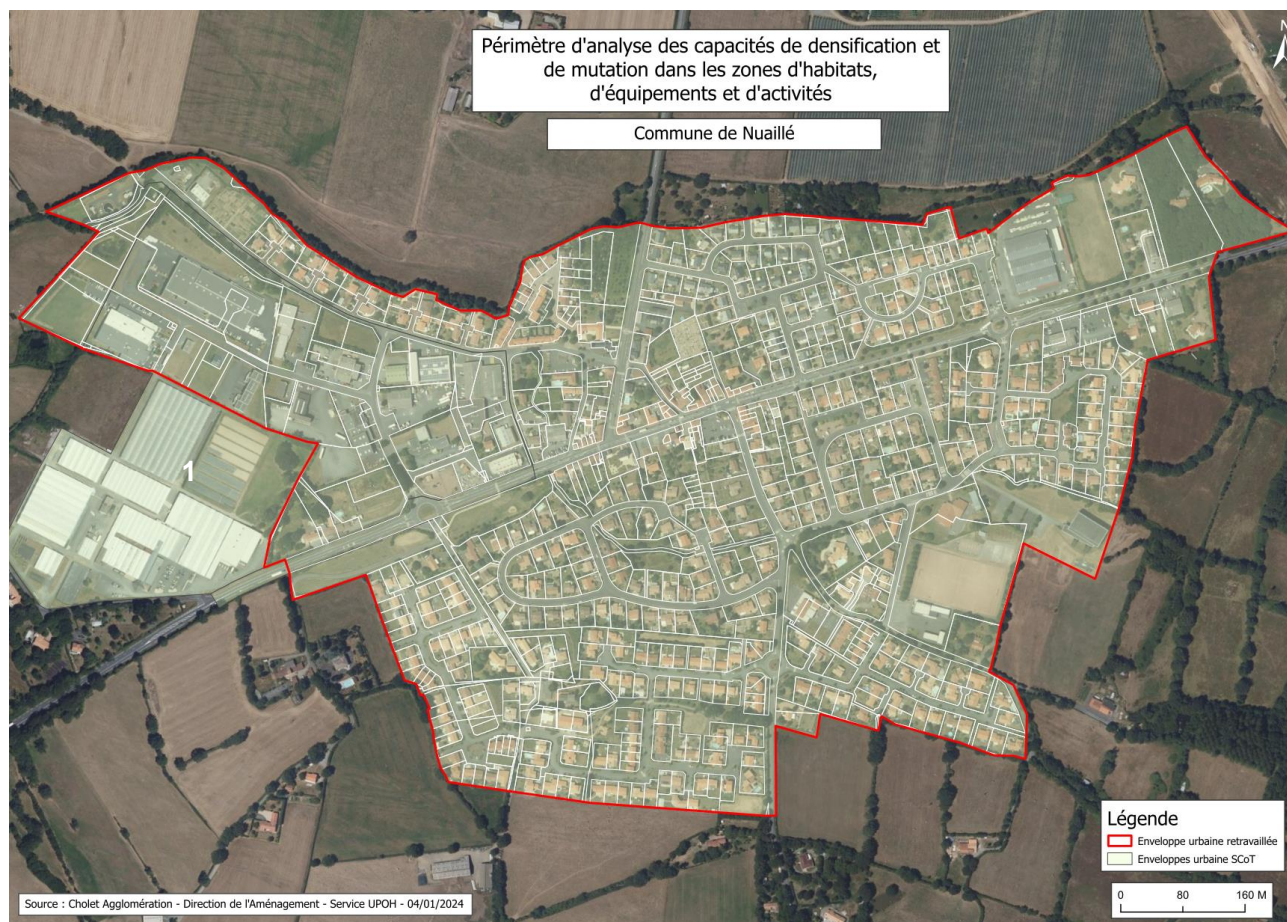 Périmètre d'analyse des capacités de densification et
de mutation dans les zones d'habitats,
d'équipements et d'activités
Commune de Nuaillé
N
1
Légende
Enveloppe urbaine retravaillée
Enveloppes urbaine SCoT
0 80 160 M
Source : Cholet Agglomération - Direction de l'Aménagement - Service UPOH - 04/01/2024